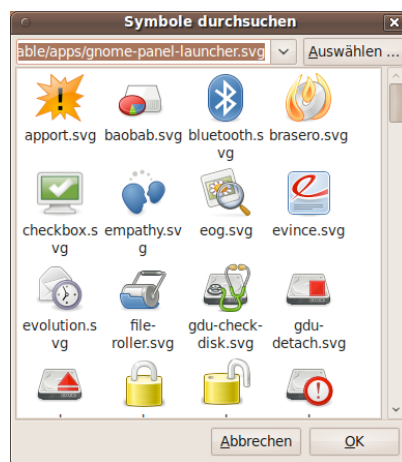 Symbole durchsuchen
able/apps/gnome-panel-launcher.svg
Auswählen ...
apport.svg baobab.svg bluetooth.s brasero.svg
vg
checkbox.s empathy.sv eog.svg evince.svg
vg g
evolution.s file- gdu-check- gdu-
vg roller.svg disk.svg detach.svg
Abbrechen OK